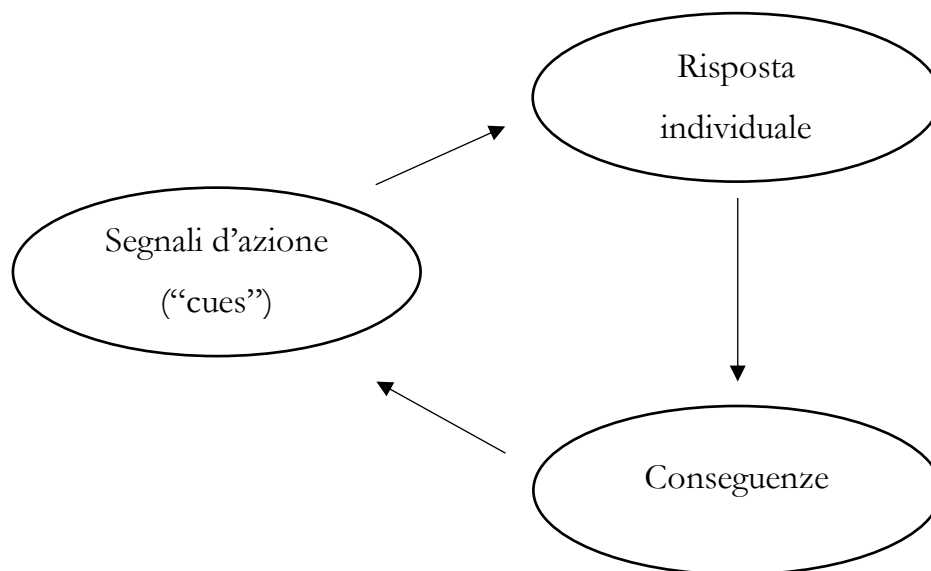 Risposta
individuale
Segnali d’azione
(“cues”)
Conseguenze